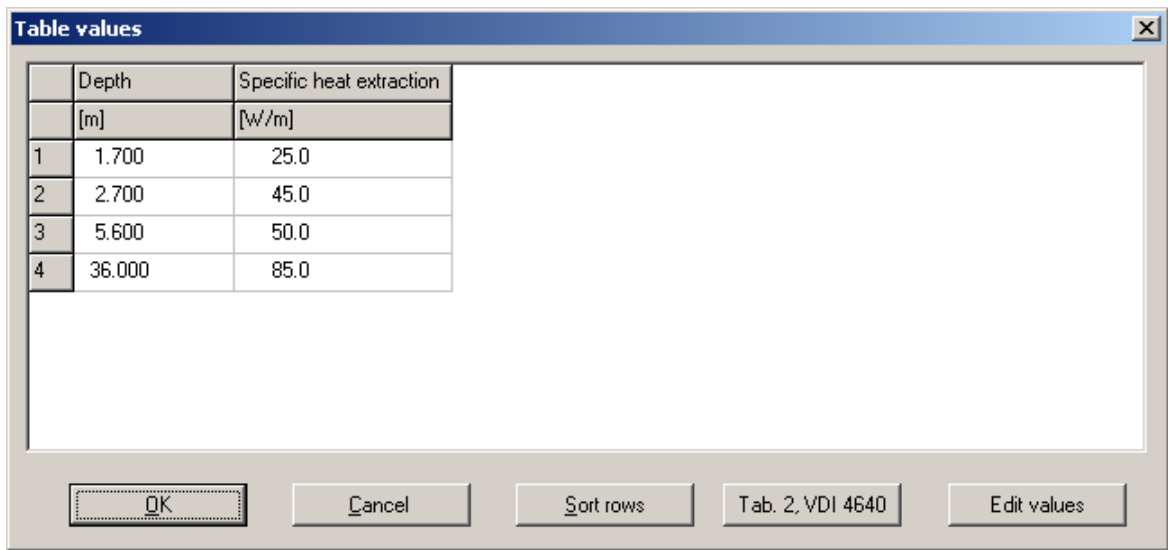 Table values
Depth Specific heat extraction
[m] [W/m]
1 1.700 25.0
2 2.700 45.0
3 5.600 50.0
4 36.000 85.0
OK Cancel Sort rows Tab. 2, VDI 4640 Edit values